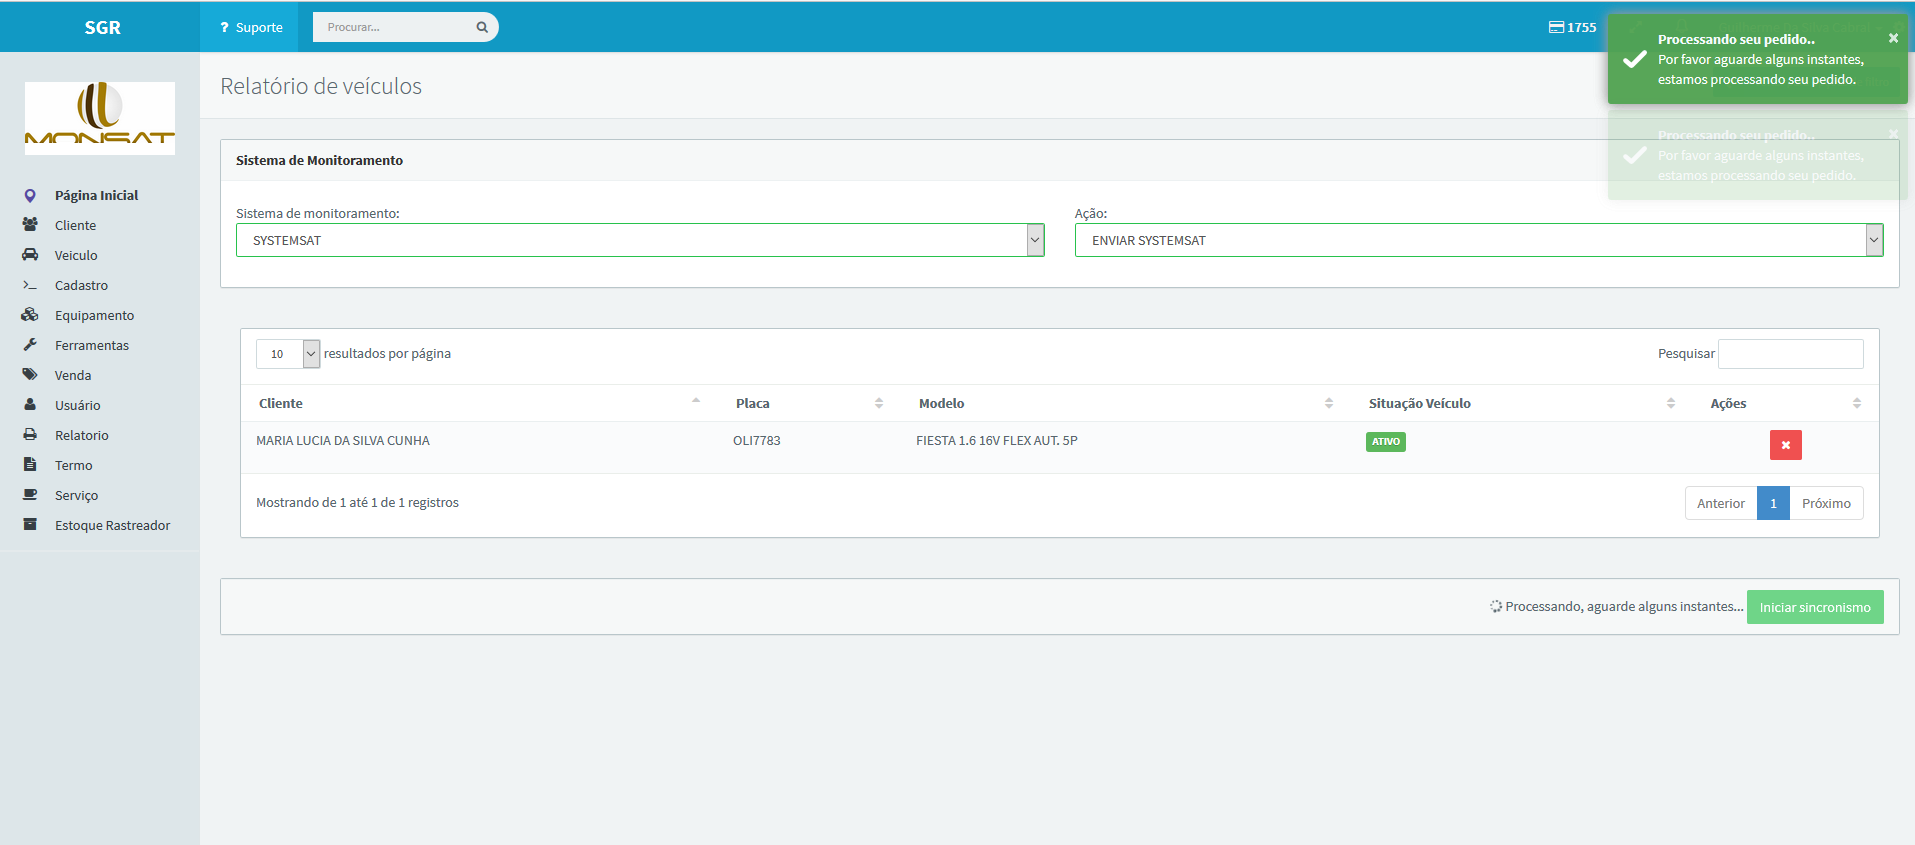 SGR
? Suporte
Procurar...
1755
Processando seu pedido..
Por favor aguarde alguns instantes,
estamos processando seu pedido.
Processando seu pedido..
Por favor aguarde alguns instantes,
estamos processando seu pedido.
MONSAT
Página Inicial
Cliente
Veiculo
Cadastro
Equipamento
Ferramentas
Venda
Usuário
Relatorio
Termo
Serviço
Estoque Rastreador
Relatório de veículos
Sistema de Monitoramento
Sistema de monitoramento:
SYSTEMSAT
Ação:
ENVIAR SYSTEMSAT
10 resultados por página
Pesquisar
Cliente Placa Modelo Situação Veículo Ações
MARIA LUCIA DA SILVA CUNHA OLI7783 FIESTA 1.6 16V FLEX AUT. 5P ATIVO
Mostrando de 1 até 1 de 1 registros
Anterior 1 Próximo
Processando, aguarde alguns instantes... Iniciar sincronismo